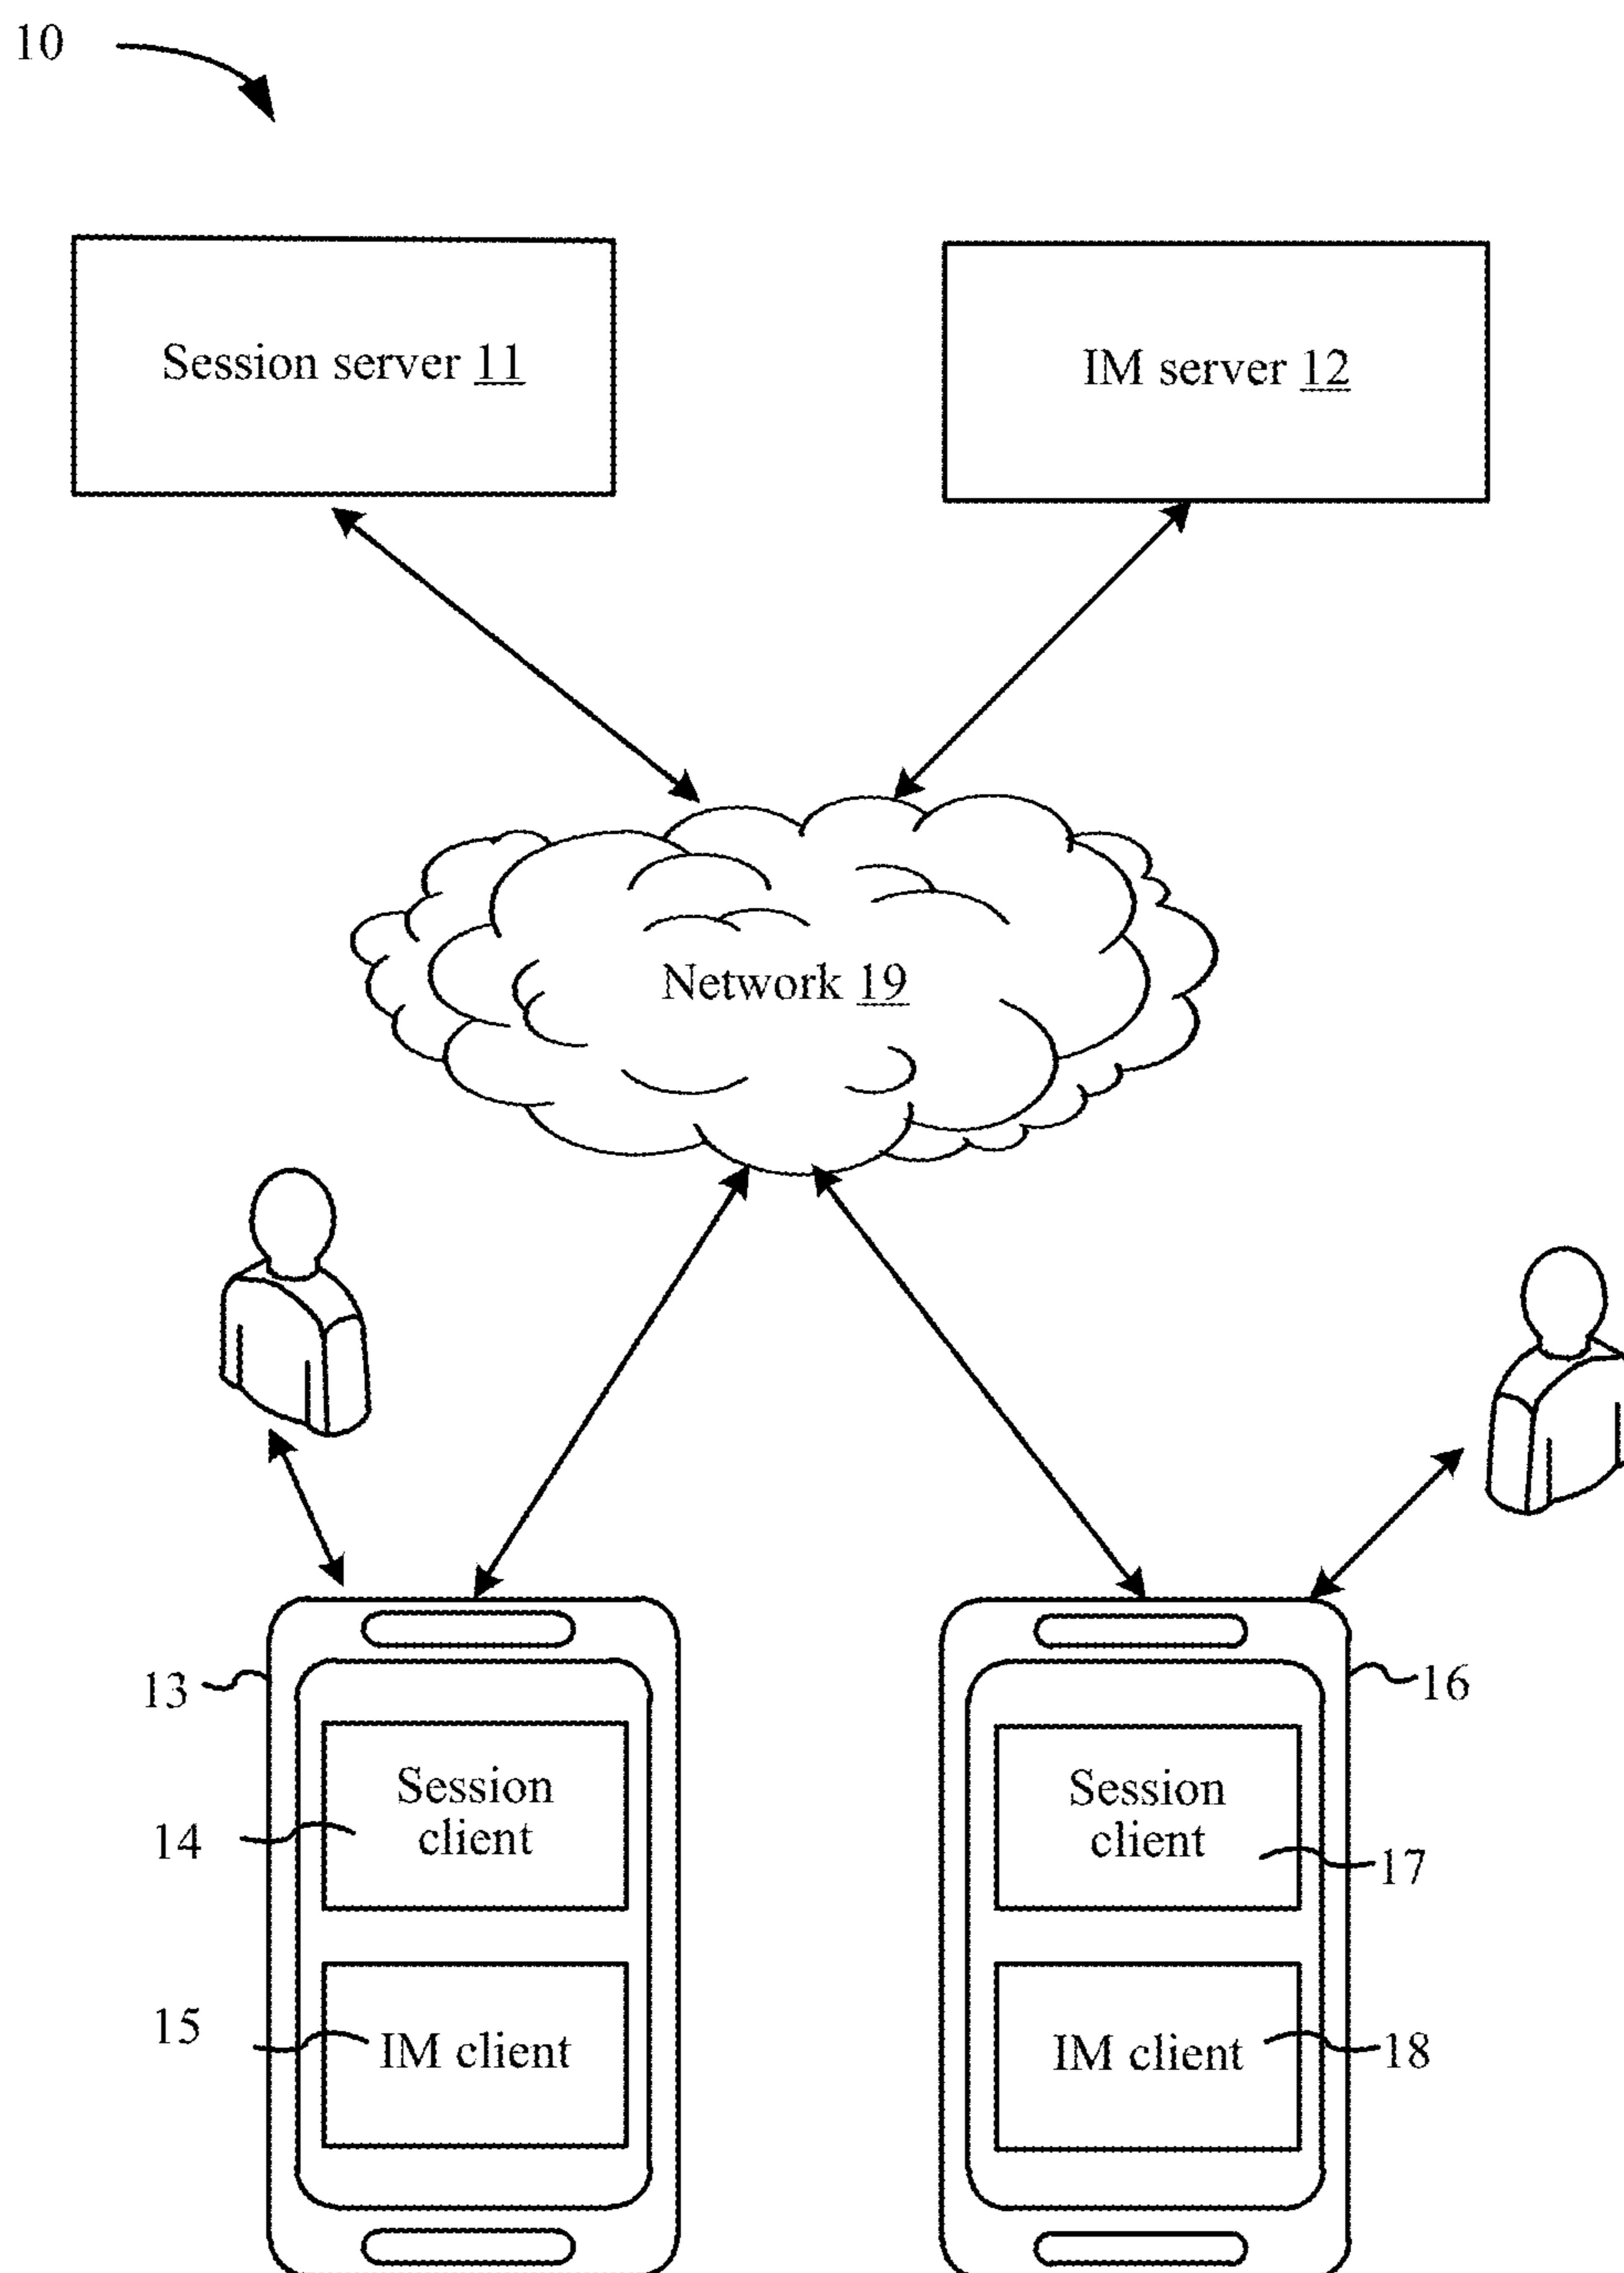 10
Session server 11
IM server 12
Network 19
13
16
Session
client
14
Session
client
17
15
IM client
IM client
18